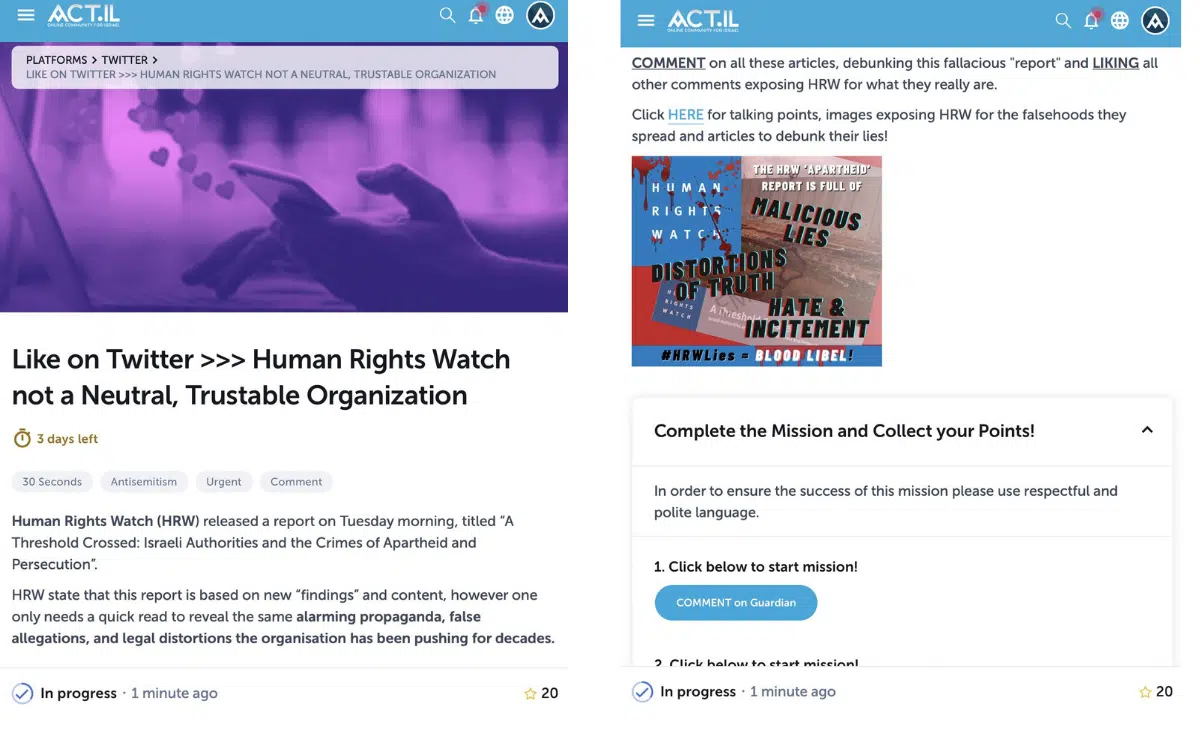 ACT.IL
ONLINE COMMUNITY FOR ISRAEL
PLATFORMS > TWITTER >
LIKE ON TWITTER >>> HUMAN RIGHTS WATCH NOT A NEUTRAL, TRUSTABLE ORGANIZATION
Like on Twitter >>> Human Rights Watch
not a Neutral, Trustable Organization
3 days left
30 Seconds
Antisemitism
Urgent
Comment
Human Rights Watch (HRW) released a report on Tuesday morning, titled “A
Threshold Crossed: Israeli Authorities and the Crimes of Apartheid and
Persecution”.
HRW state that this report is based on new “findings” and content, however one
only needs a quick read to reveal the same alarming propaganda, false
allegations, and legal distortions the organisation has been pushing for decades.
In progress · 1 minute ago
20
ACT.IL
ONLINE COMMUNITY FOR ISRAEL
COMMENT on all these articles, debunking this fallacious "report" and LIKING all
other comments exposing HRW for what they really are.
Click HERE for talking points, images exposing HRW for the falsehoods they
spread and articles to debunk their lies!
HUMAN
RIGHTS
WATCH
THE HRW 'APARTHEID'
REPORT IS FULL OF
MALICIOUS
LIES
DISTORTIONS
OF TRUTH
HUMAN
RIGHTS
WATCH
A Threshold
HATE &
INCITEMENT
#HRWLies = BLOOD LIBEL!
Complete the Mission and Collect your Points!
In order to ensure the success of this mission please use respectful and
polite language.
1. Click below to start mission!
COMMENT on Guardian
2. Click below to start mission!
In progress · 1 minute ago
20